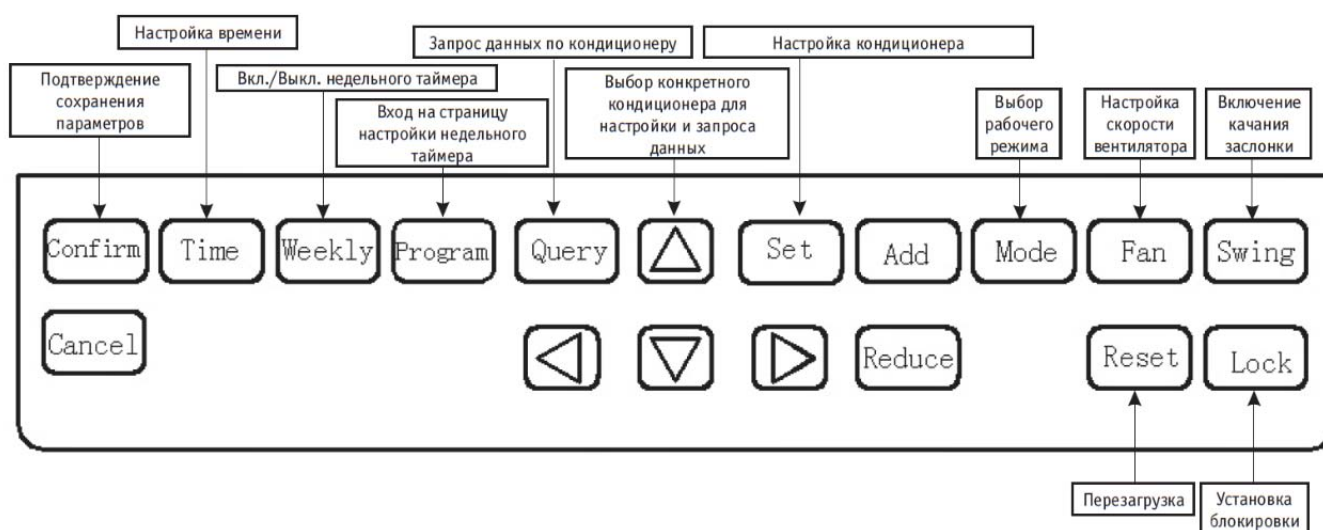 Настройка времени
Запрос данных по кондиционеру
Настройка кондиционера
Подтверждение
сохранения
параметров
Вкл./Выкл. недельного таймера
Вход на страницу
настройки недельного
таймера
Выбор конкретного
кондиционера для
настройки и запроса
данных
Выбор
рабочего
режима
Настройка
скорости
вентилятора
Включение
качания
заслонки
Confirm
Time
Weekly
Program
Query
Set
Add
Mode
Fan
Swing
Cancel
Reduce
Reset
Lock
Перезагрузка
Установка
блокировки